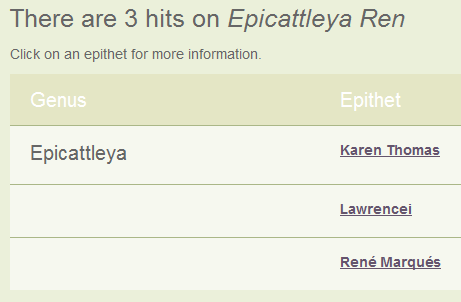 There are 3 hits on Epicattleya Ren
Click on an epithet for more information.
Genus Epithet
Epicattleya Karen Thomas
Lawrencei
René Marqués